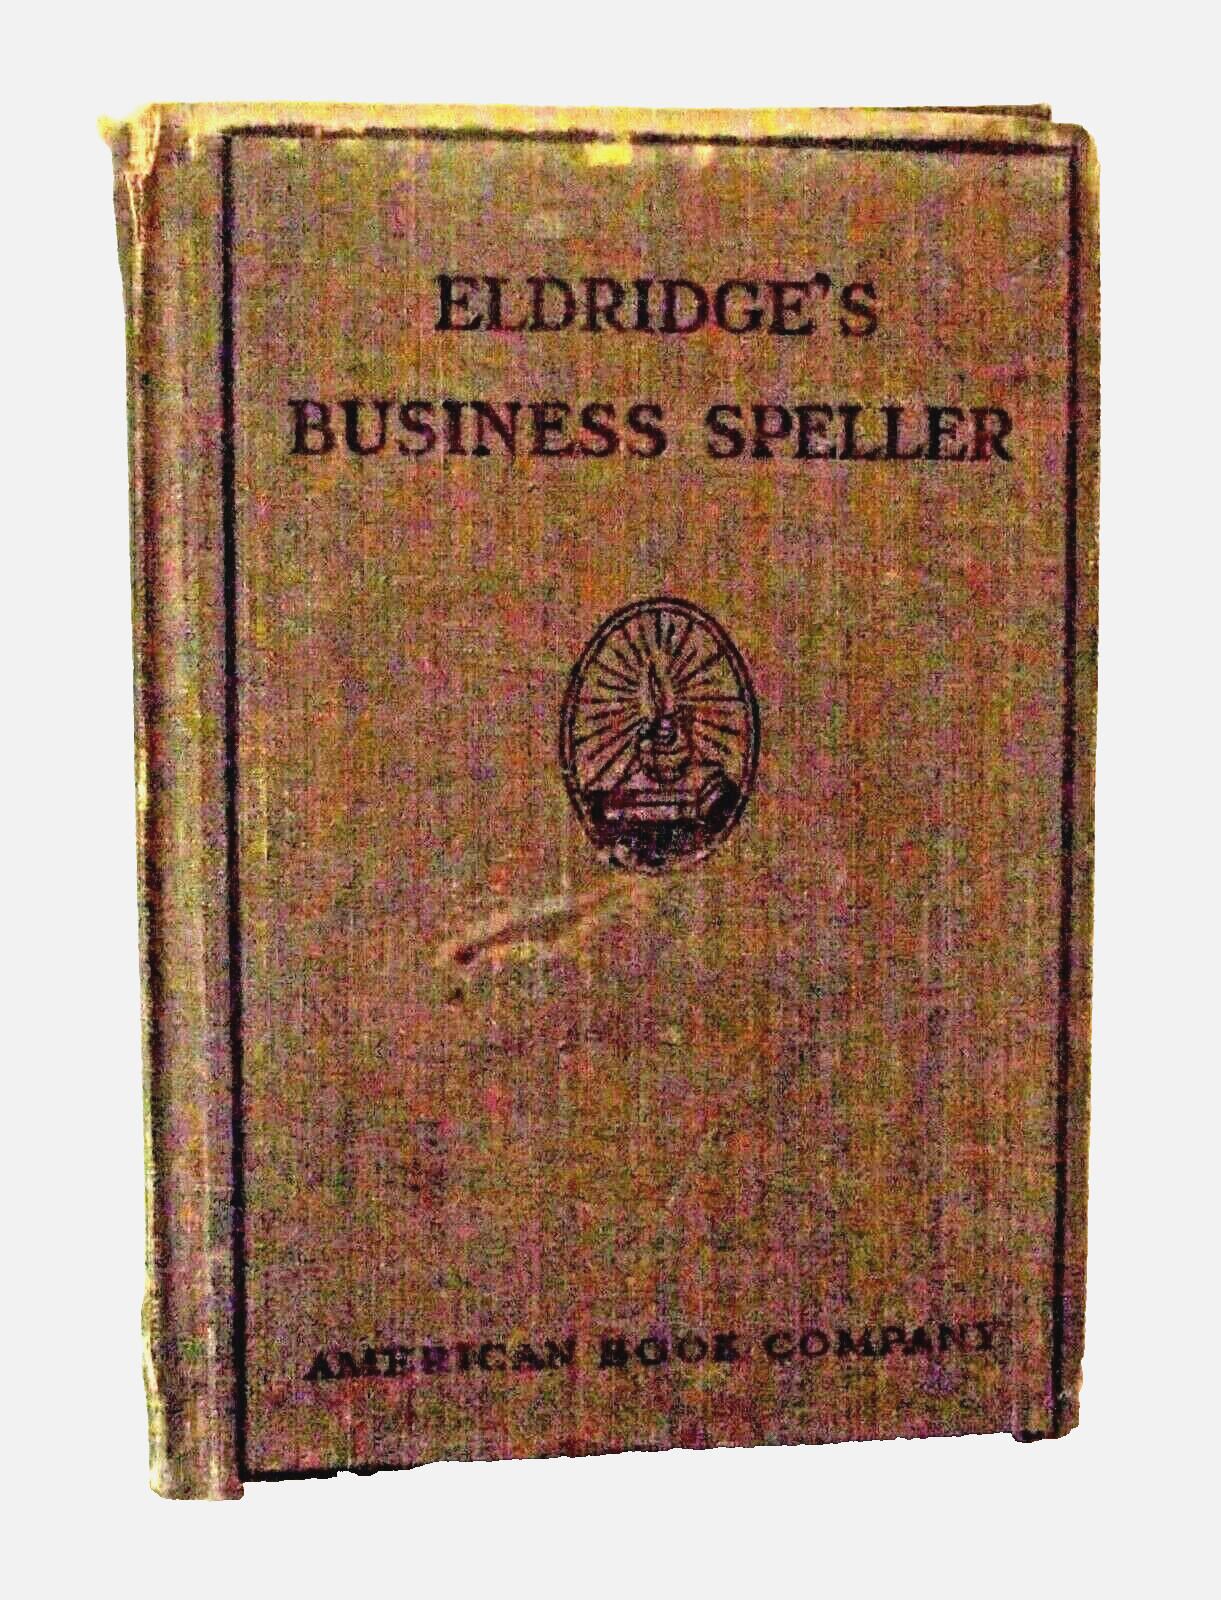 ELDRIDGE'S
BUSINESS SPELLER
AMERICAN BOOK COMPANY